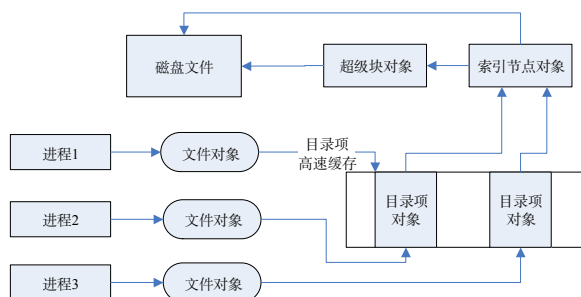 磁盘文件
超级块对象
索引节点对象
进程1
文件对象
目录项
高速缓存
目录项
对象
目录项
对象
进程2
文件对象
进程3
文件对象